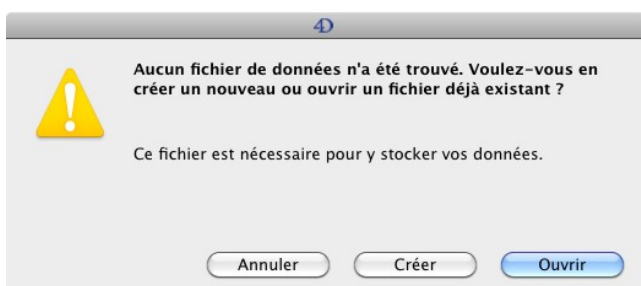 4D
Aucun fichier de données n'a été trouvé. Voulez-vous en
créer un nouveau ou ouvrir un fichier déjà existant ?
Ce fichier est nécessaire pour y stocker vos données.
Annuler
Créer
Ouvrir